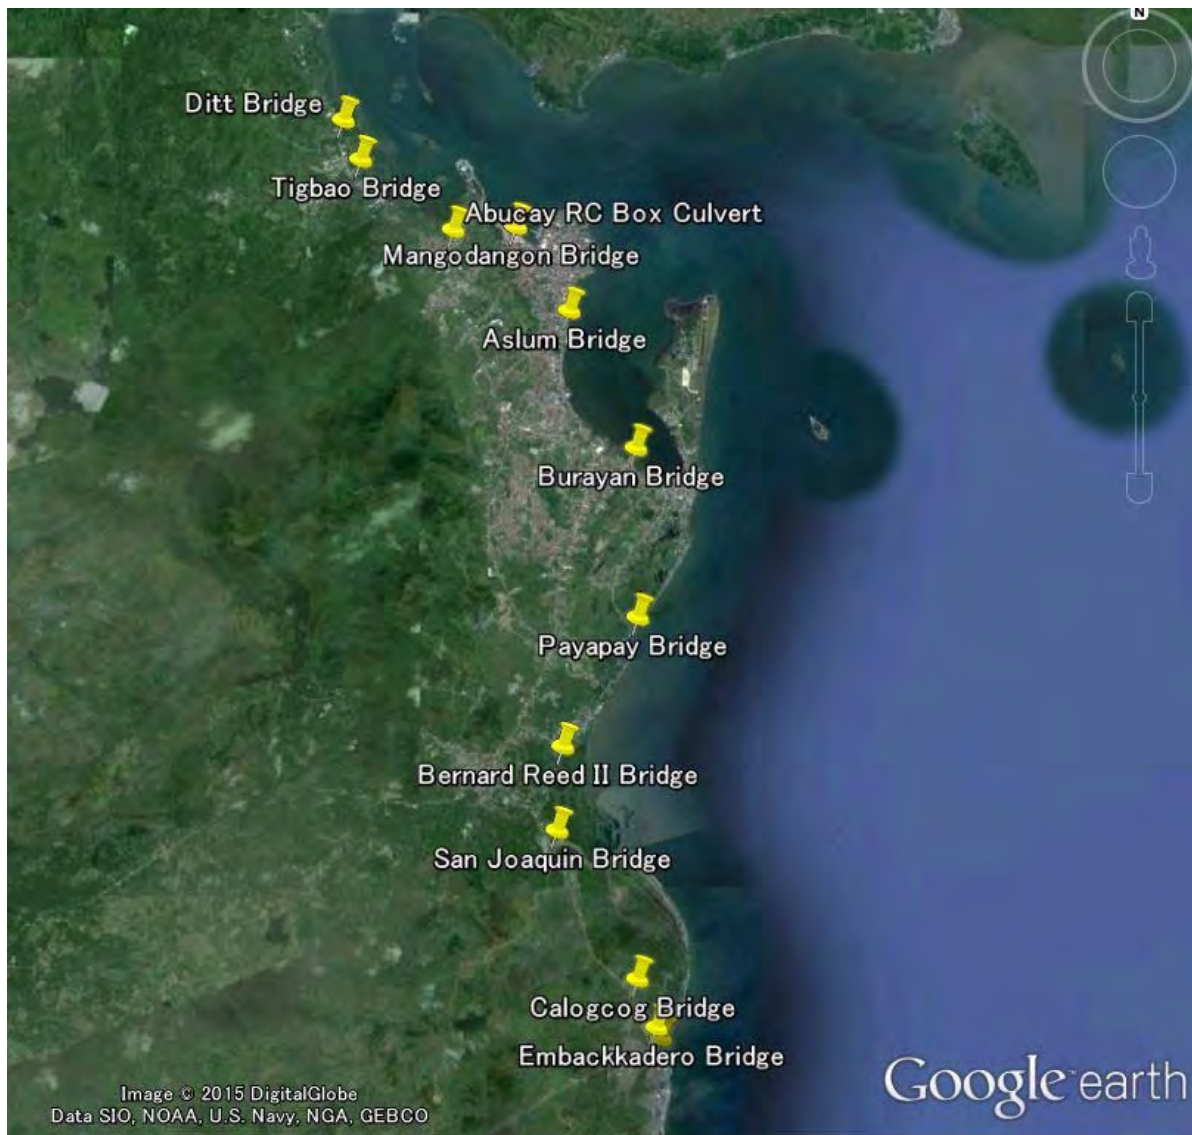 N
Ditt Bridge
Tigbao Bridge
Abucay RC Box Culvert
Mangodangon Bridge
Aslum Bridge
Burayan Bridge
Payapay Bridge
Bernard Reed II Bridge
San Joaquin Bridge
Calogcog Bridge
Embackkadero Bridge
Image © 2015 DigitalGlobe
Data SIO, NOAA, U.S. Navy, NGA, GEBCO
Google earth